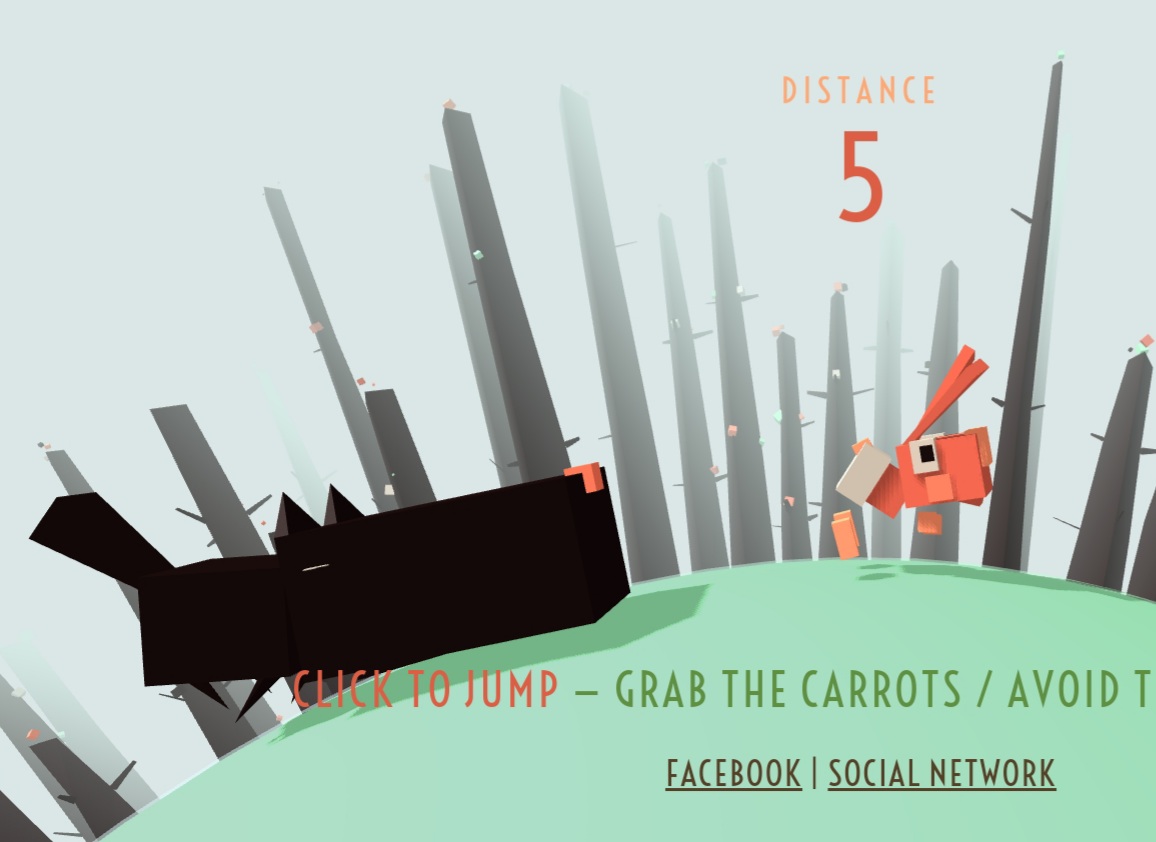 DISTANCE
5
CLICK TO JUMP — GRAB THE CARROTS / AVOID T
FACEBOOK | SOCIAL NETWORK